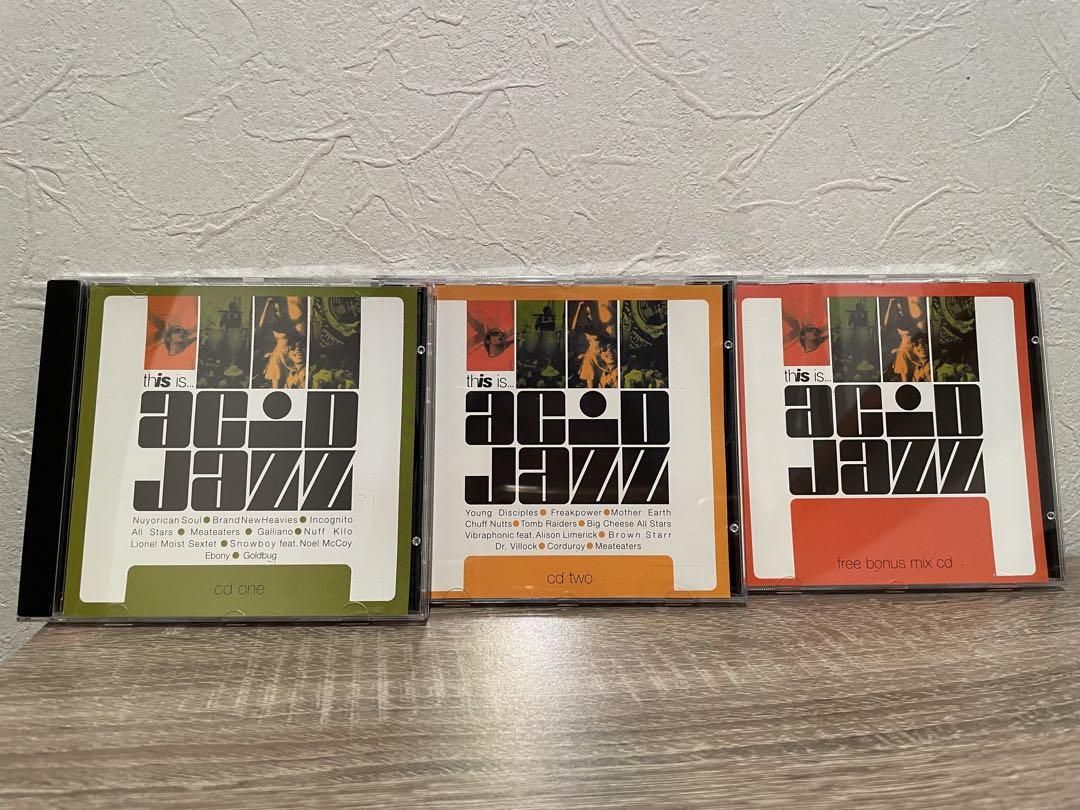 this is...
acid
jazz
Nuyorican Soul●Brand New Heavies●Incognito
All Stars●Meateaters●Galliano●Nuff Kilo
Lionel Moist Sextet●Snowboy feat. Noel McCoy
Ebony●Goldbug
cd one
this is...
acid
jazz
Young Disciples●Freakpower●Mother Earth
Chuff Nutts●Tomb Raiders●Big Cheese All Stars
Vibraphonic feat. Alison Limerick●Brown Starr
Dr. Villock●Corduroy●Meateaters
cd two
this is...
acid
jazz
free bonus mix cd